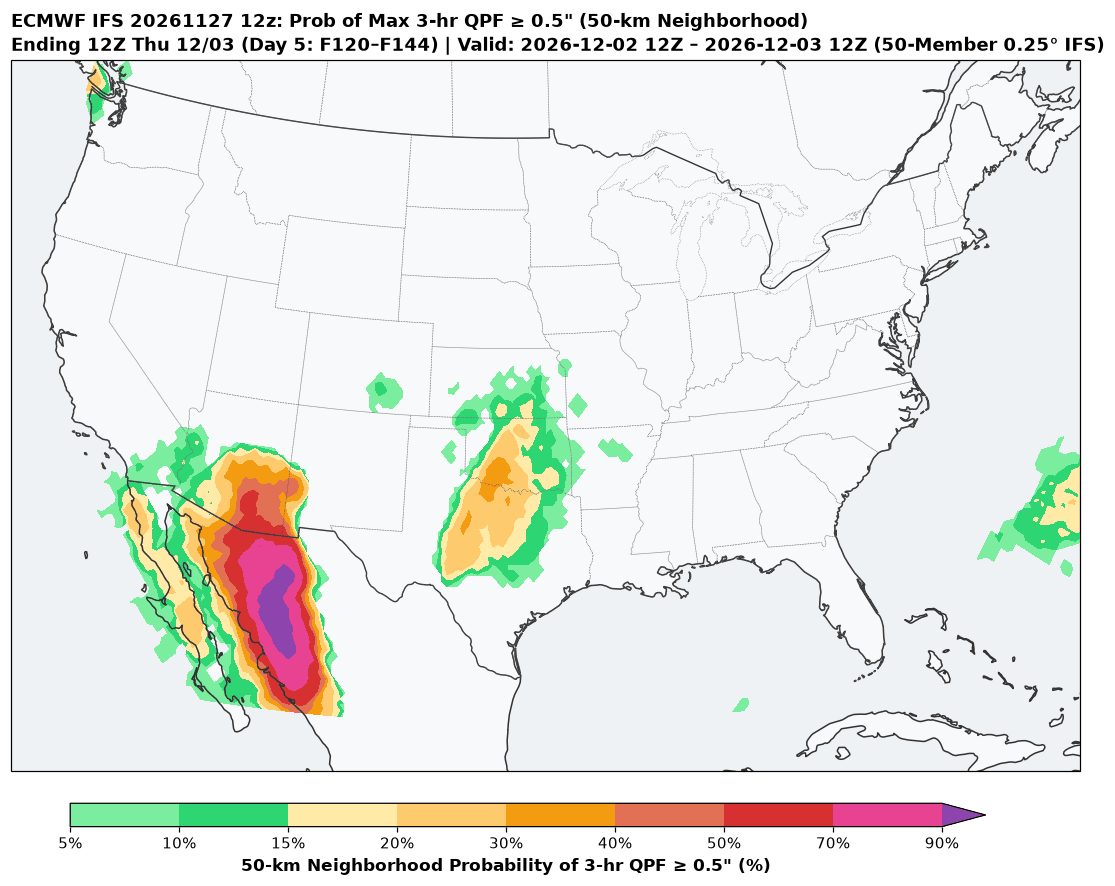 ECMWF IFS 20261127 12z: Prob of Max 3-hr QPF ≥ 0.5" (50-km Neighborhood)
Ending 12Z Thu 12/03 (Day 5: F120–F144) | Valid: 2026-12-02 12Z – 2026-12-03 12Z (50-Member 0.25° IFS)
5% 10% 15% 20% 30% 40% 50% 70% 90%
50-km Neighborhood Probability of 3-hr QPF ≥ 0.5" (%)